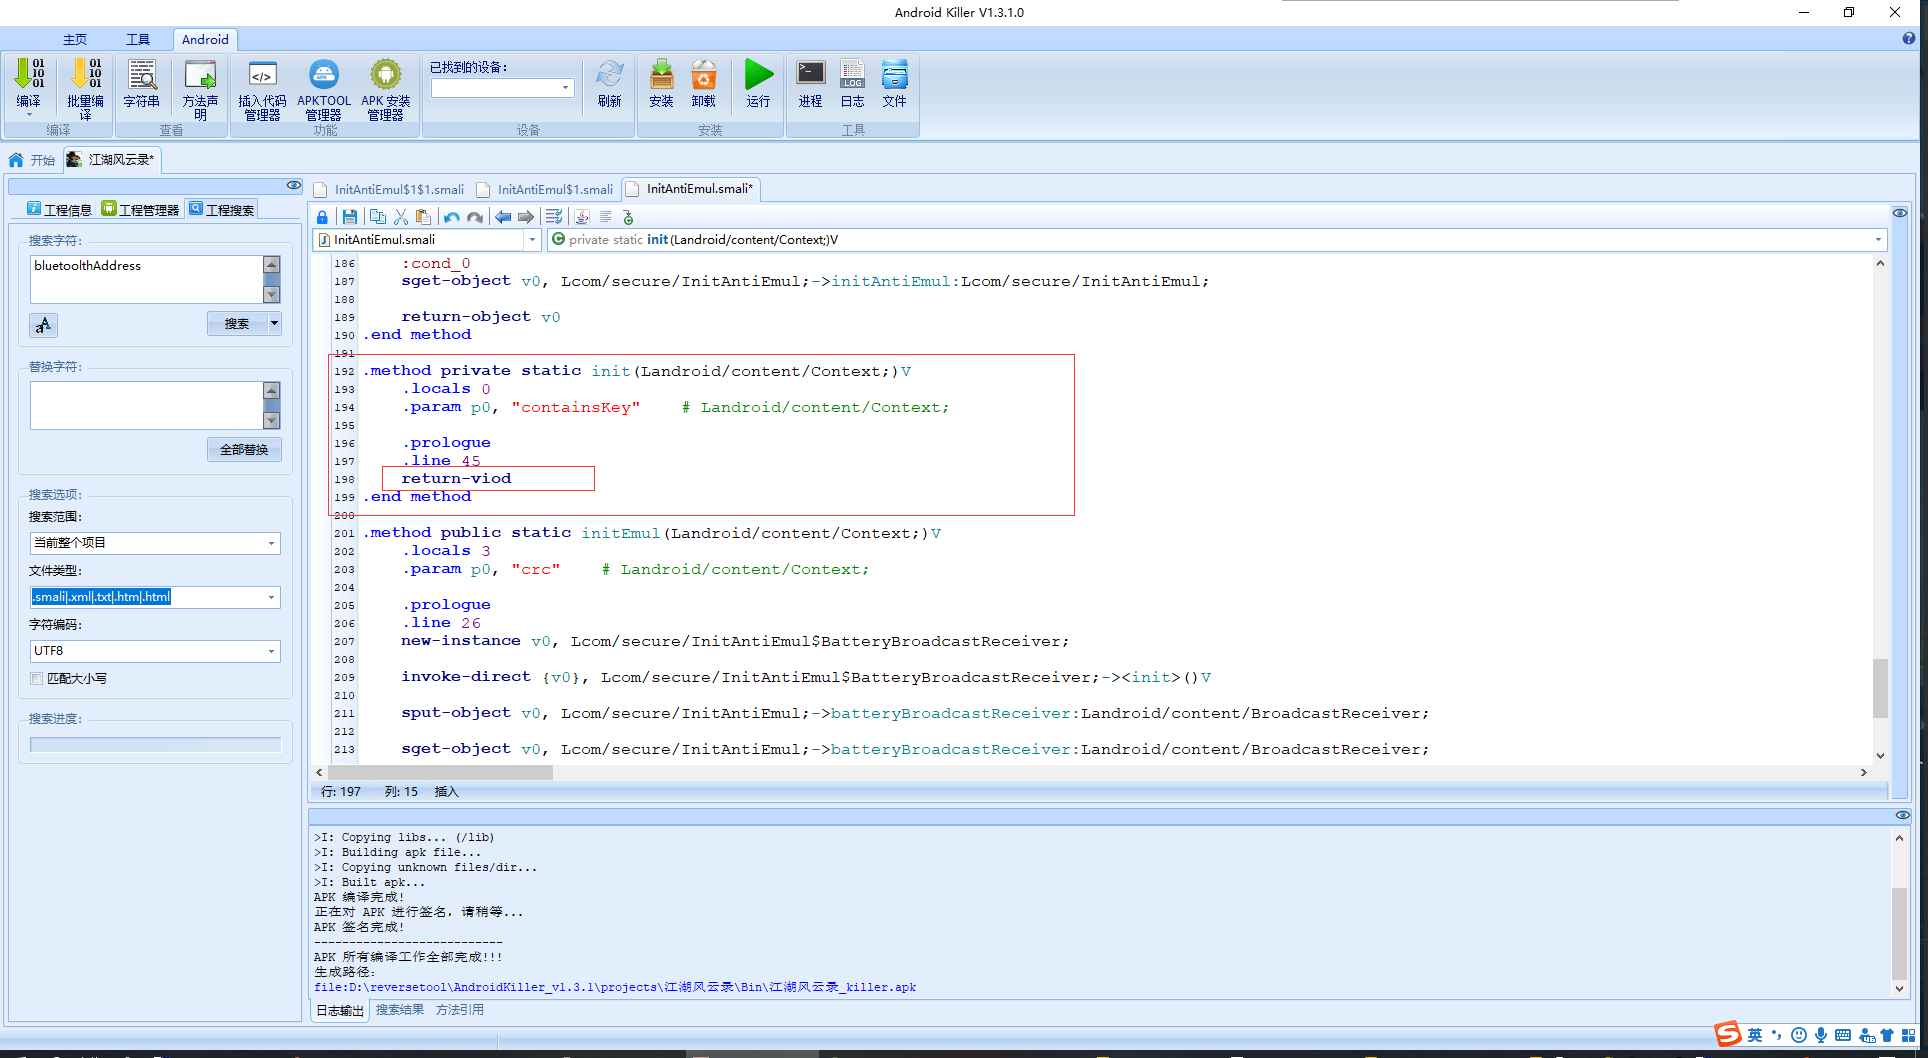 Android Killer V1.3.1.0
主页 工具 Android
编译
批量编译
字符串
方法声明
插入代码管理器
APKTOOL 管理器
APK 安装管理器
已找到的设备:
刷新
安装
卸载
运行
进程
日志
文件
编译 查看 功能 设备 安装 工具
开始 江湖风云录*
工程信息 工程管理器 工程搜索
搜索字符:
bluetoolthAddress
搜索
替换字符:
全部替换
搜索选项:
搜索范围:
当前整个项目
文件类型:
.smali|.xml|.txt|.htm|.html
字符编码:
UTF8
匹配大小写
搜索进度:
InitAntiEmul$1$1.smali InitAntiEmul$1.smali InitAntiEmul.smali*
InitAntiEmul.smali private static init(Landroid/content/Context;)V
186 :cond_0
187 sget-object v0, Lcom/secure/InitAntiEmul;->initAntiEmul:Lcom/secure/InitAntiEmul;
188
189 return-object v0
190 .end method
191
192 .method private static init(Landroid/content/Context;)V
193 .locals 0
194 .param p0, "containsKey" # Landroid/content/Context;
195
196 .prologue
197 .line 45
198 return-viod
199 .end method
200
201 .method public static initEmul(Landroid/content/Context;)V
202 .locals 3
203 .param p0, "crc" # Landroid/content/Context;
204
205 .prologue
206 .line 26
207 new-instance v0, Lcom/secure/InitAntiEmul$BatteryBroadcastReceiver;
208
209 invoke-direct {v0}, Lcom/secure/InitAntiEmul$BatteryBroadcastReceiver;-><init>()V
210
211 sput-object v0, Lcom/secure/InitAntiEmul;->batteryBroadcastReceiver:Landroid/content/BroadcastReceiver;
212
213 sget-object v0, Lcom/secure/InitAntiEmul;->batteryBroadcastReceiver:Landroid/content/BroadcastReceiver;
行: 197 列: 15 插入
>I: Copying libs... (/lib)
>I: Building apk file...
>I: Copying unknown files/dir...
>I: Built apk...
APK 编译完成!
正在对 APK 进行签名，请稍等...
APK 签名完成!
---------------------------
APK 所有编译工作全部完成!!!
生成路径:
file:D:\reversetool\AndroidKiller_v1.3.1\projects\江湖风云录\Bin\江湖风云录_killer.apk
日志输出 搜索结果 方法引用
英